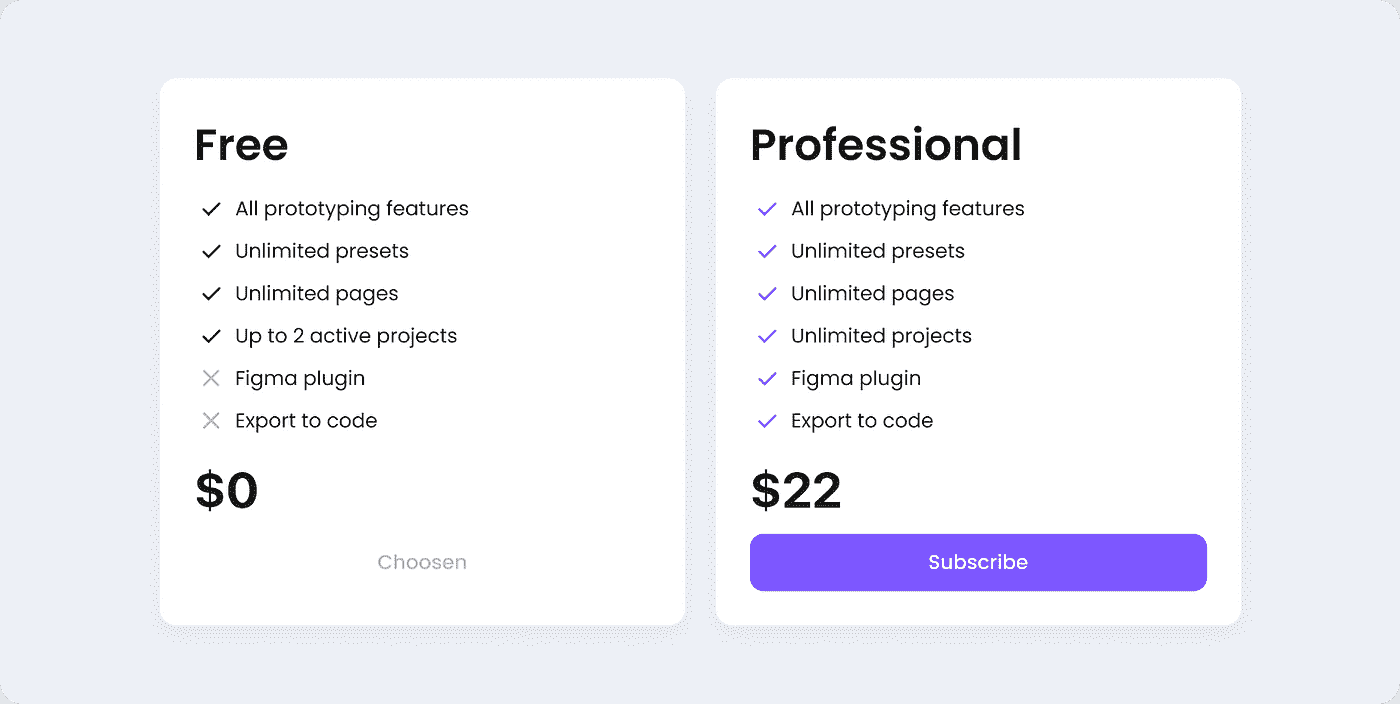 Free
All prototyping features
Unlimited presets
Unlimited pages
Up to 2 active projects
Figma plugin
Export to code
$0
Choosen
Professional
All prototyping features
Unlimited presets
Unlimited pages
Unlimited projects
Figma plugin
Export to code
$22
Subscribe